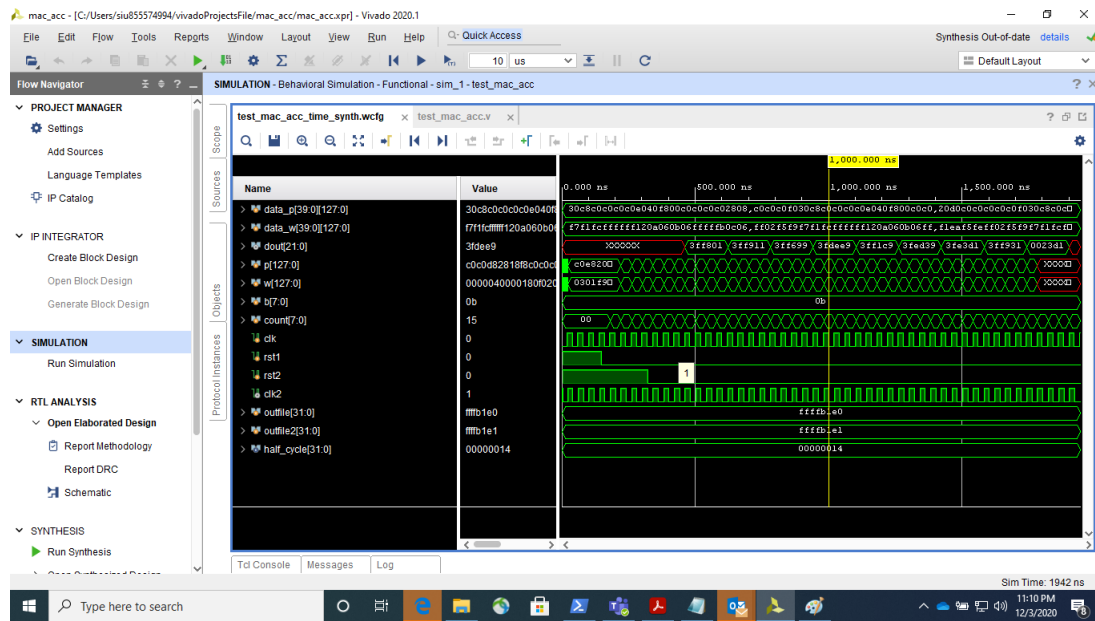 mac_acc - [C:/Users/siu855574994/vivadoProjectsFile/mac_acc/mac_acc.xpr] - Vivado 2020.1
File Edit Flow Tools Reports Window Layout View Run Help Q- Quick Access Synthesis Out-of-date details
10 us Default Layout
Flow Navigator SIMULATION - Behavioral Simulation - Functional - sim_1 - test_mac_acc
PROJECT MANAGER
Settings
Add Sources
Language Templates
IP Catalog
IP INTEGRATOR
Create Block Design
Open Block Design
Generate Block Design
SIMULATION
Run Simulation
RTL ANALYSIS
Open Elaborated Design
Report Methodology
Report DRC
Schematic
SYNTHESIS
Run Synthesis
Scope
Sources
Objects
Protocol Instances
test_mac_acc_time_synth.wcfg test_mac_acc.v
1,000.000 ns
Name Value 0.000 ns 500.000 ns 1,000.000 ns 1,500.000 ns
data_p[39:0][127:0]
data_w[39:0][127:0]
dout[21:0] 3fdee9 XXXXXX 3ff801 3ff911 3ff699 3fdee9 3ff1c9 3fed39 3fe3d1 3ff931 0023d1
p[127:0] c0c0d82818f8c0c0c c0e820 XXXX
w[127:0] 0000040000180f020 0301f9 XXXX
b[7:0] 0b 0b
count[7:0] 15 00
clk 0
rst1 0
rst2 0 1
clk2 1
outfile[31:0] ffffb1e0 ffffb1e0
outfile2[31:0] ffffb1e1 ffffb1e1
half_cycle[31:0] 00000014 00000014
Tcl Console Messages Log
Sim Time: 1942 ns
Type here to search
11:10 PM
12/3/2020